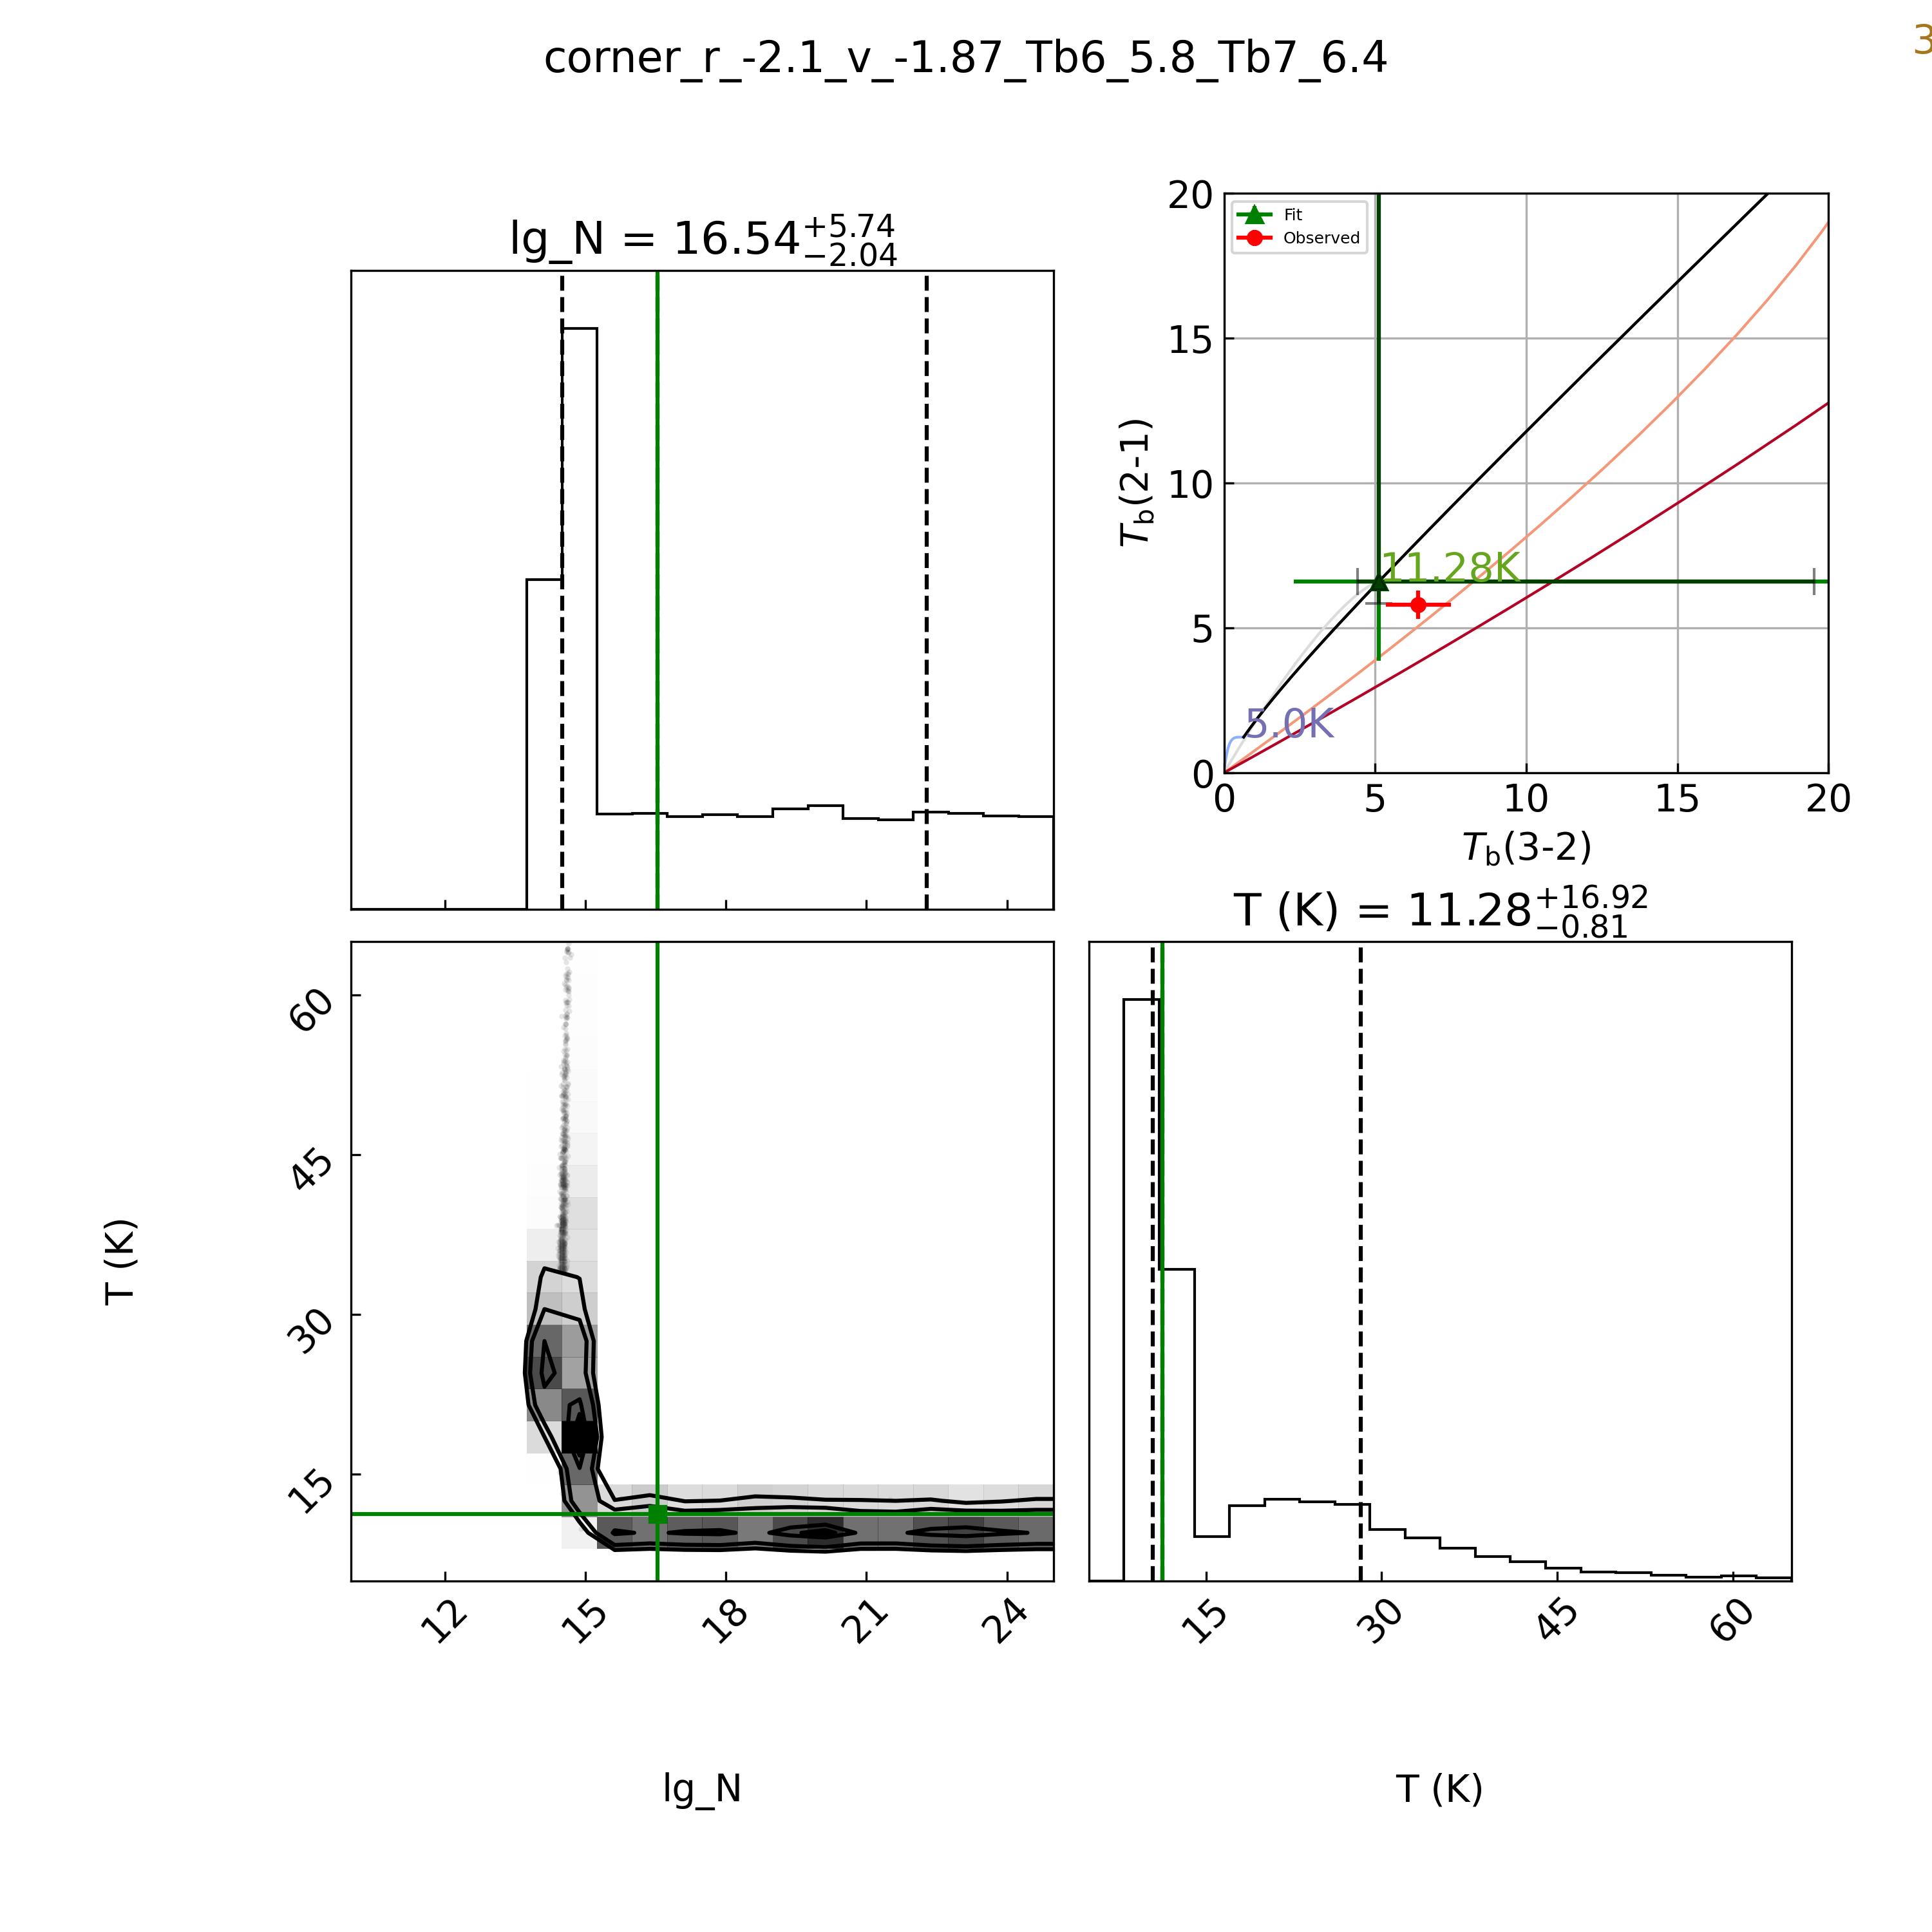 corner_r_-2.1_v_-1.87_Tb6_5.8_Tb7_6.4
3
lg_N = 16.54 +5.74 −2.04
20
15
10
5
0
Tb(2-1)
Fit
Observed
11.28K
5.0K
0 5 10 15 20
Tb(3-2)
T (K) = 11.28 +16.92 −0.81
60
45
30
15
T (K)
12 15 18 21 24
lg_N
15 30 45 60
T (K)